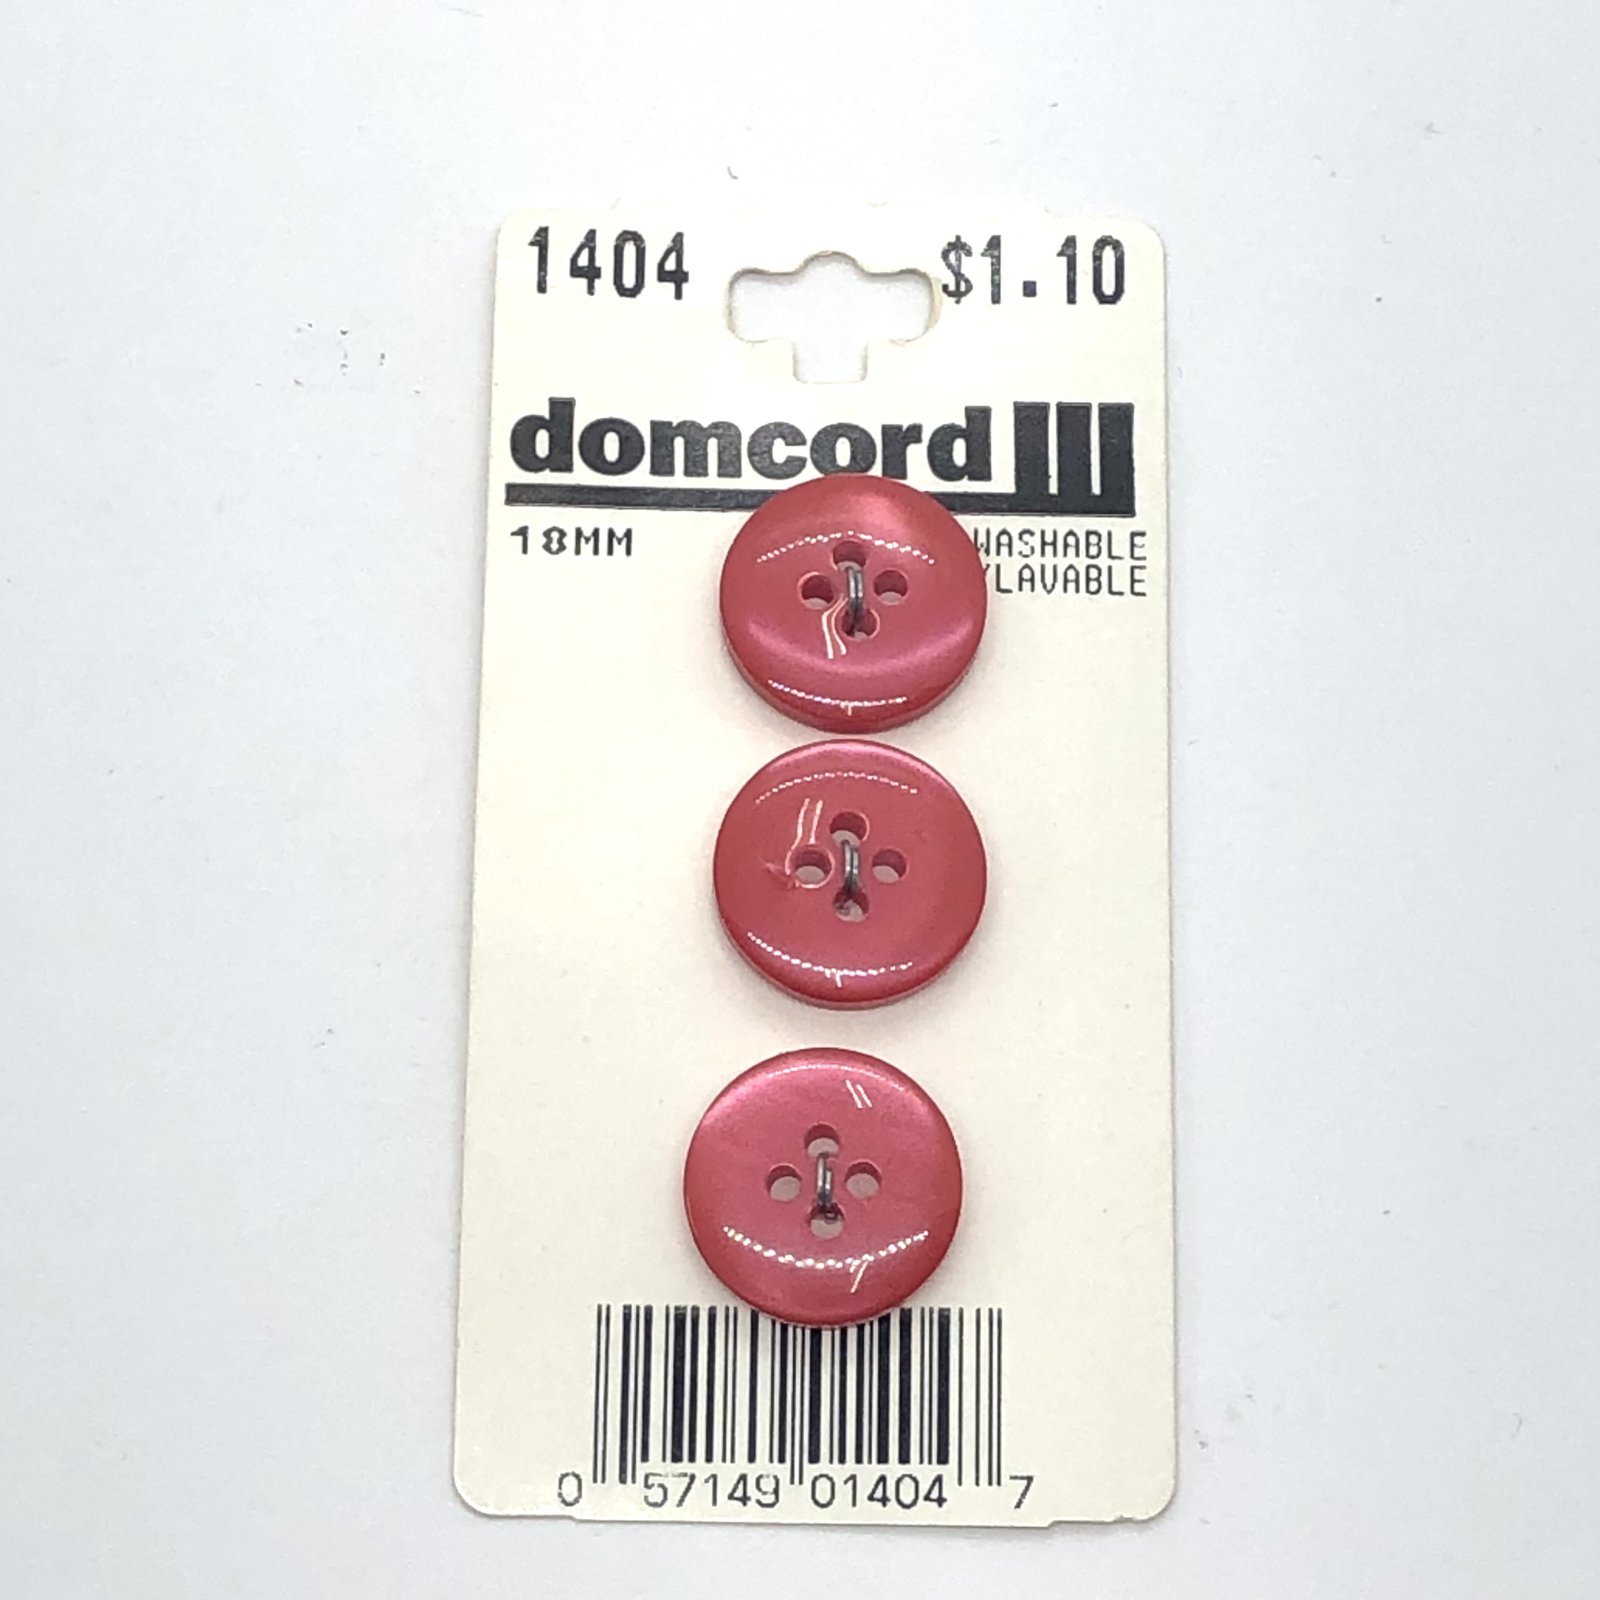 1404 $1.10
domcord
18MM WASHABLE
/LAVABLE
0 57149 01404 7